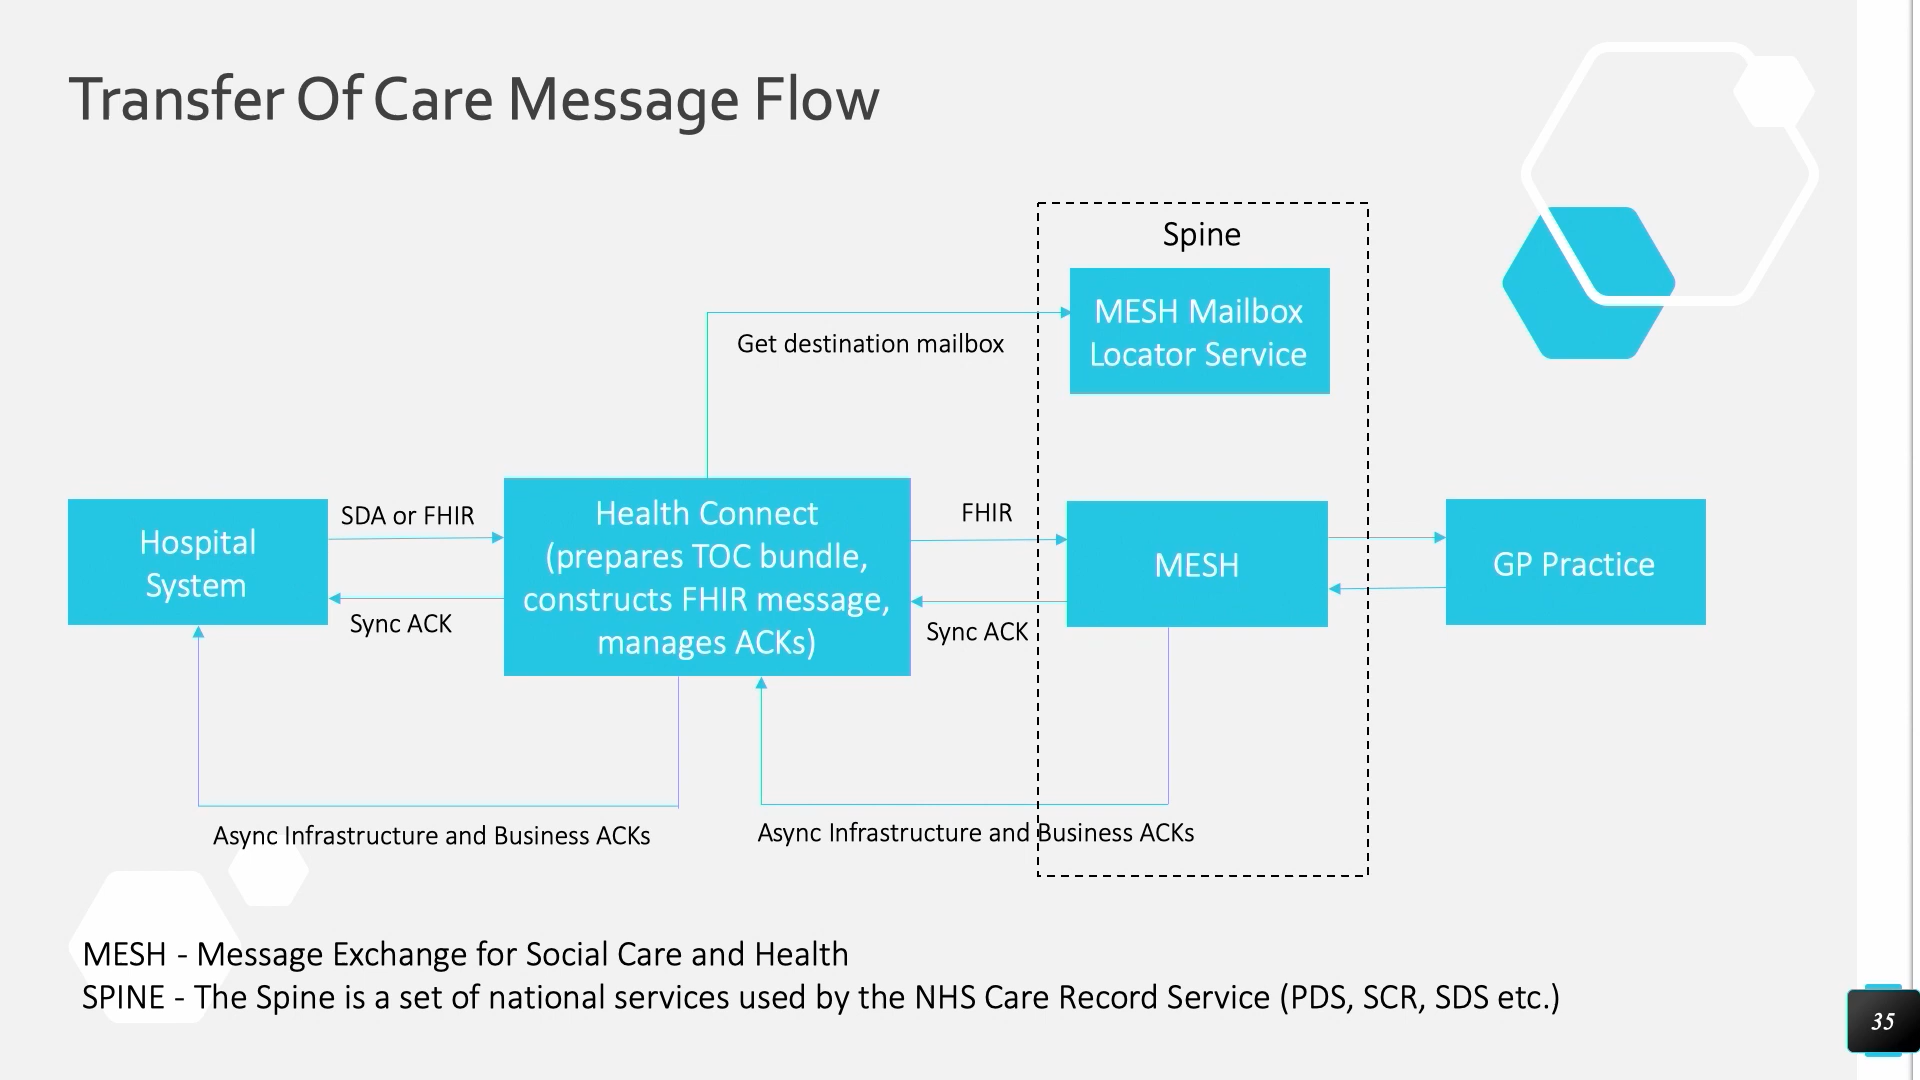 Transfer Of Care Message Flow
Spine
MESH Mailbox
Locator Service
Get destination mailbox
Hospital
System
SDA or FHIR
Sync ACK
Health Connect
(prepares TOC bundle,
constructs FHIR message,
manages ACKs)
FHIR
Sync ACK
MESH
GP Practice
Async Infrastructure and Business ACKs
Async Infrastructure and Business ACKs
MESH - Message Exchange for Social Care and Health
SPINE - The Spine is a set of national services used by the NHS Care Record Service (PDS, SCR, SDS etc.)
35